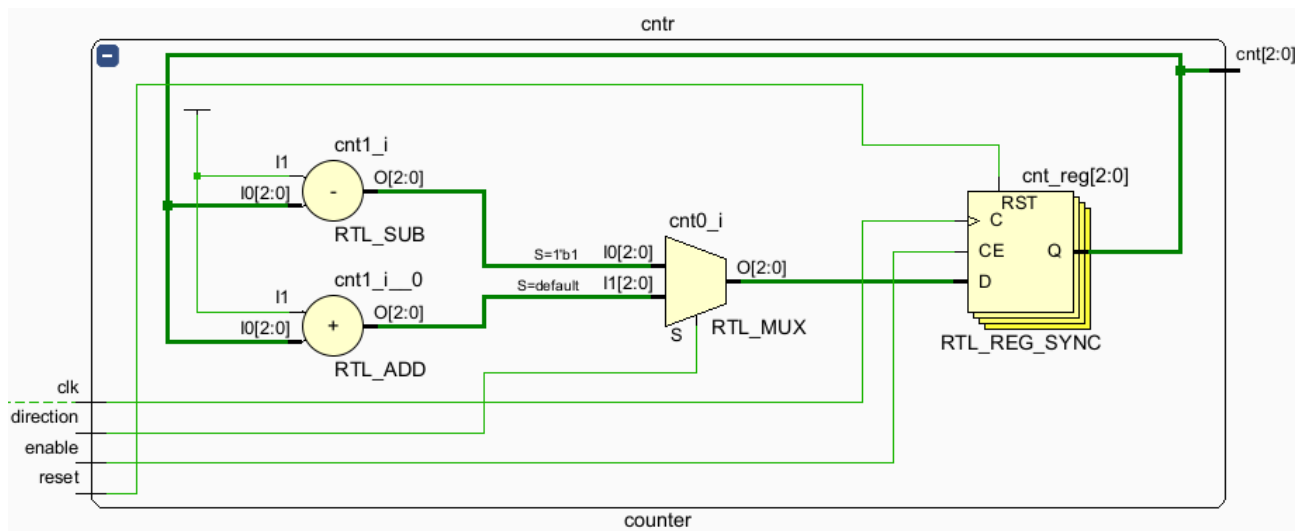 cntr
cnt[2:0]
cnt1_i
I1
O[2:0]
I0[2:0]
-
RTL_SUB
cnt_reg[2:0]
RST
C
CE
Q
D
RTL_REG_SYNC
cnt0_i
S=1'b1
I0[2:0]
O[2:0]
S=default
I1[2:0]
S
RTL_MUX
cnt1_i__0
I1
O[2:0]
I0[2:0]
+
RTL_ADD
clk
direction
enable
reset
counter